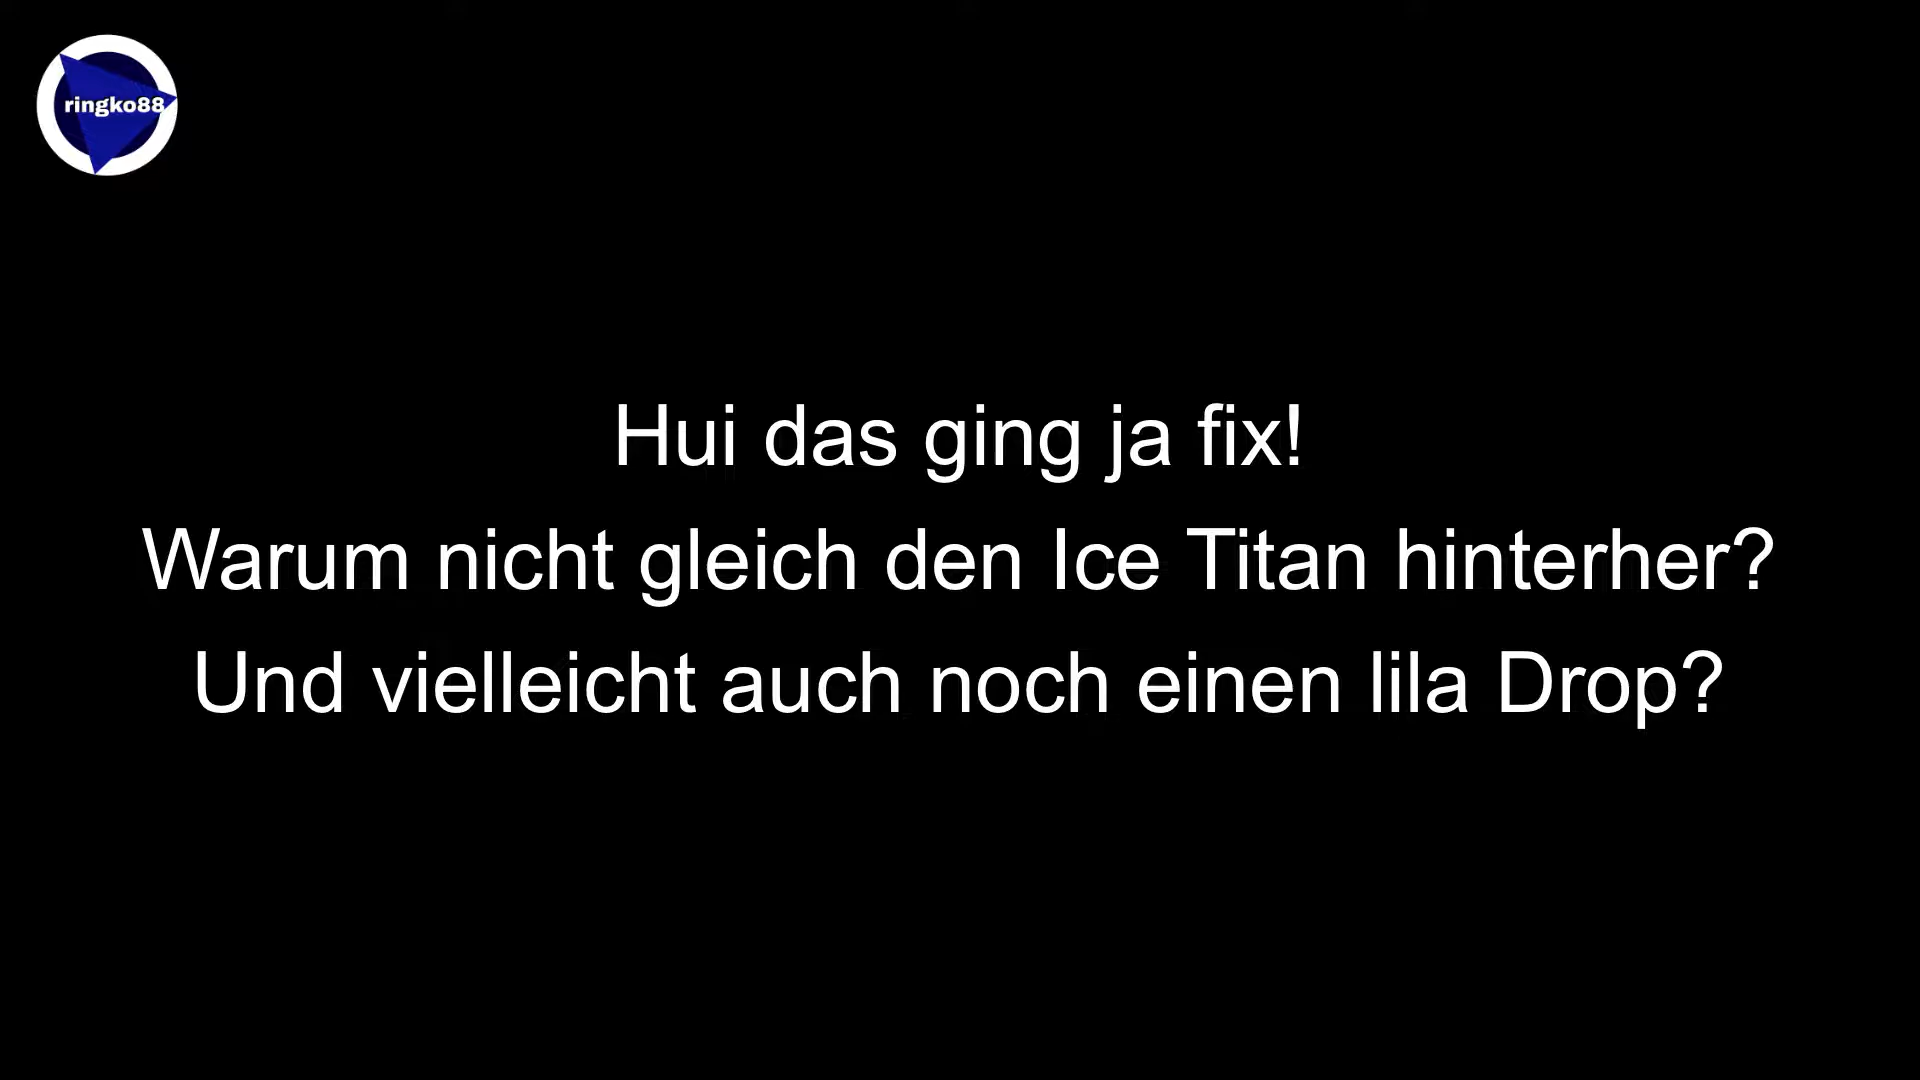 ringko88
Hui das ging ja fix!
Warum nicht gleich den Ice Titan hinterher?
Und vielleicht auch noch einen lila Drop?